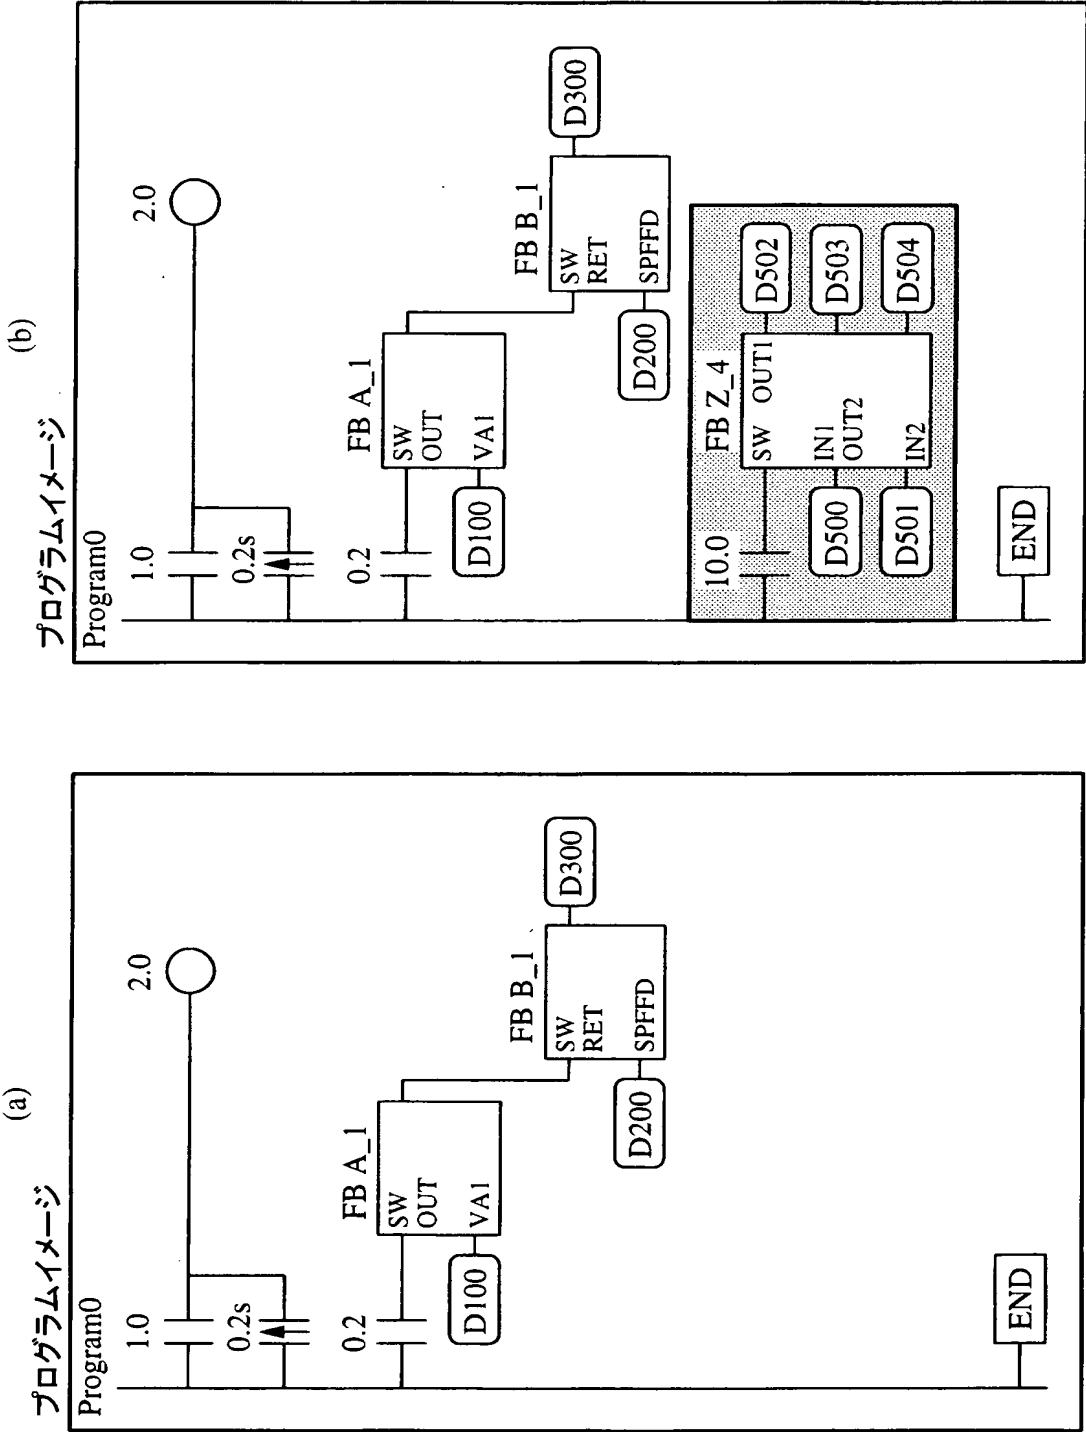 (a)
プログラムイメージ
Program0
1.0
2.0
0.2s
0.2
FB A_1
SW
OUT
VA1
D100
FB B_1
SW
RET
SPFFD
D200
D300
END
(b)
プログラムイメージ
Program0
1.0
2.0
0.2s
0.2
FB A_1
SW
OUT
VA1
D100
FB B_1
SW
RET
SPFFD
D200
D300
10.0
FB Z_4
SW OUT1
IN1
OUT2
IN2
D500
D501
D502
D503
D504
END